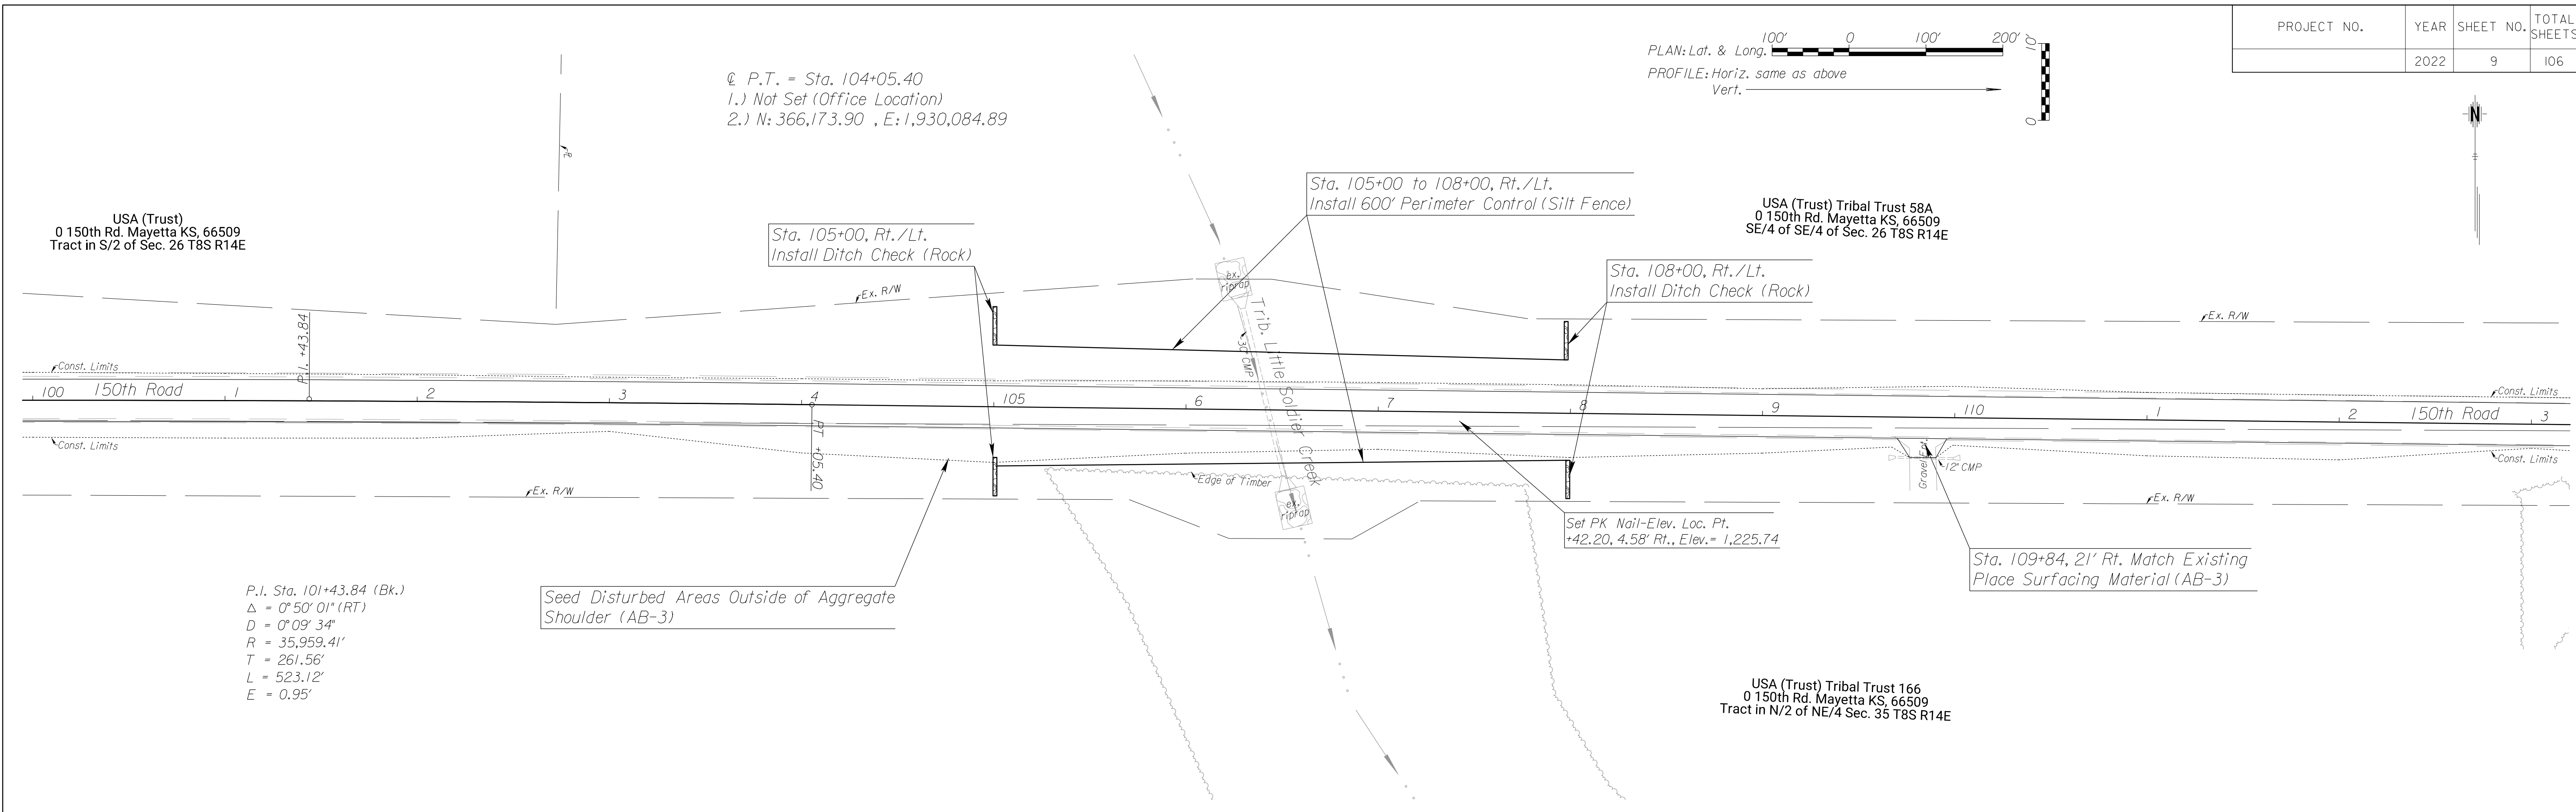 PROJECT NO.
YEAR
SHEET NO.
TOTAL
SHEETS
2022
9
106
PLAN: Lat. & Long.
100' 0 100' 200'
PROFILE: Horiz. same as above
Vert.
10'
0
N
℄ P.T. = Sta. 104+05.40
1.) Not Set (Office Location)
2.) N: 366,173.90 , E: 1,930,084.89
℄
USA (Trust)
0 150th Rd. Mayetta KS, 66509
Tract in S/2 of Sec. 26 T8S R14E
Sta. 105+00, Rt./Lt.
Install Ditch Check (Rock)
Sta. 105+00 to 108+00, Rt./Lt.
Install 600' Perimeter Control (Silt Fence)
USA (Trust) Tribal Trust 58A
0 150th Rd. Mayetta KS, 66509
SE/4 of SE/4 of Sec. 26 T8S R14E
Sta. 108+00, Rt./Lt.
Install Ditch Check (Rock)
ex.
riprap
Ex. R/W
Ex. R/W
P.I. +43.84
30" CMP
Trib. Little Soldier Creek
Const. Limits
Const. Limits
100 150th Road 1 2 3 4 105 6 7 8 9 110 1 2 150th Road 3
PT +05.40
Const. Limits
Const. Limits
Edge of Timber
Gravel Ent.
12" CMP
Ex. R/W
Ex. R/W
ex.
riprap
Set PK Nail-Elev. Loc. Pt.
+42.20, 4.58' Rt., Elev.= 1,225.74
Sta. 109+84, 21' Rt. Match Existing
Place Surfacing Material (AB-3)
P.I. Sta. 101+43.84 (Bk.)
Δ = 0°50' 01" (RT)
D = 0°09' 34"
R = 35,959.41'
T = 261.56'
L = 523.12'
E = 0.95'
Seed Disturbed Areas Outside of Aggregate
Shoulder (AB-3)
USA (Trust) Tribal Trust 166
0 150th Rd. Mayetta KS, 66509
Tract in N/2 of NE/4 Sec. 35 T8S R14E